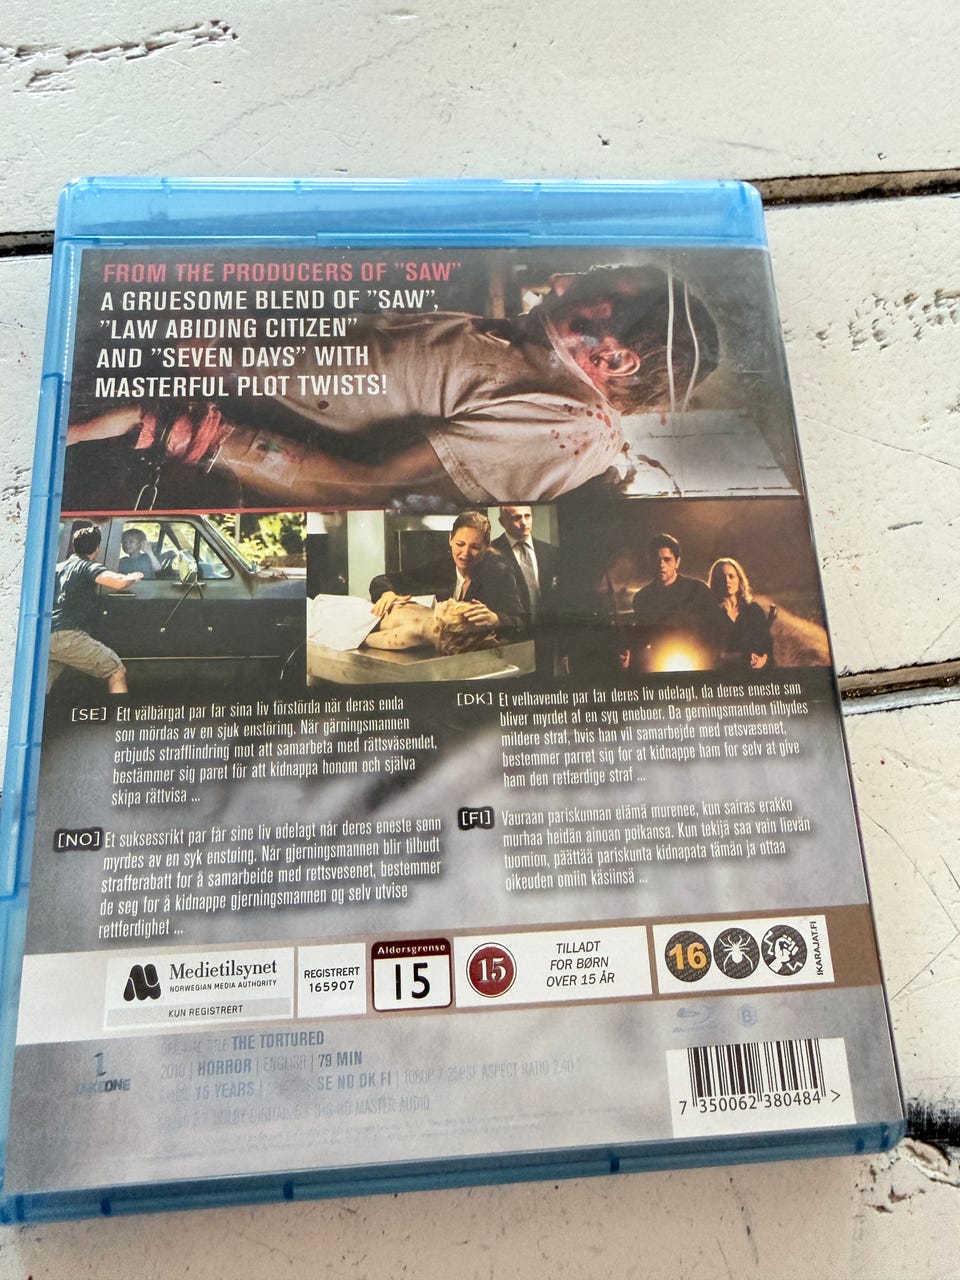 FROM THE PRODUCERS OF "SAW"
A GRUESOME BLEND OF "SAW",
"LAW ABIDING CITIZEN"
AND "SEVEN DAYS" WITH
MASTERFUL PLOT TWISTS!
[SE] Ett välbärgat par får sina liv förstörda när deras enda
son mördas av en sjuk enstöring. När gärningsmannen
erbjuds strafflindring mot att samarbeta med rättsväsendet,
bestämmer sig paret för att kidnappa honom och själva
skipa rättvisa ...
[DK] Et velhavende par får deres liv ødelagt, da deres eneste søn
bliver myrdet af en syg eneboer. Da gerningsmanden tilbydes
mildere straf, hvis han vil samarbejde med retsvæsenet,
bestemmer parret sig for at kidnappe ham for selv at give
ham den retfærdige straf ...
[NO] Et suksessrikt par får sine liv ødelagt når deres eneste sønn
myrdes av en syk enstøing. Når gjerningsmannen blir tilbudt
strafferabatt for å samarbeide med rettsvesenet, bestemmer
de seg for å kidnappe gjerningsmannen og selv utvise
rettferdighet ...
[FI] Vauraan pariskunnan elämä murenee, kun sairas erakko
murhaa heidän ainoan poikansa. Kun tekijä saa vain lievän
tuomion, päättää pariskunta kidnapata tämän ja ottaa
oikeuden omiin käsiinsä ...
Medietilsynet
NORWEGIAN MEDIA AUTHORITY
KUN REGISTRERT
REGISTRERT
165907
Aldersgrense
15
15
TILLADT
FOR BØRN
OVER 15 ÅR
16
IKARAJAT.FI
1
TAKEONE
ORIGINAL TITLE THE TORTURED
2010 | HORROR | ENGLISH | 79 MIN
15 YEARS | SE NO DK FI | 1080P / 25PSF ASPECT RATIO 2.40:1
DOLBY DIGITAL 5.1 DTS-HD MASTER AUDIO
B
7 350062 380484 >